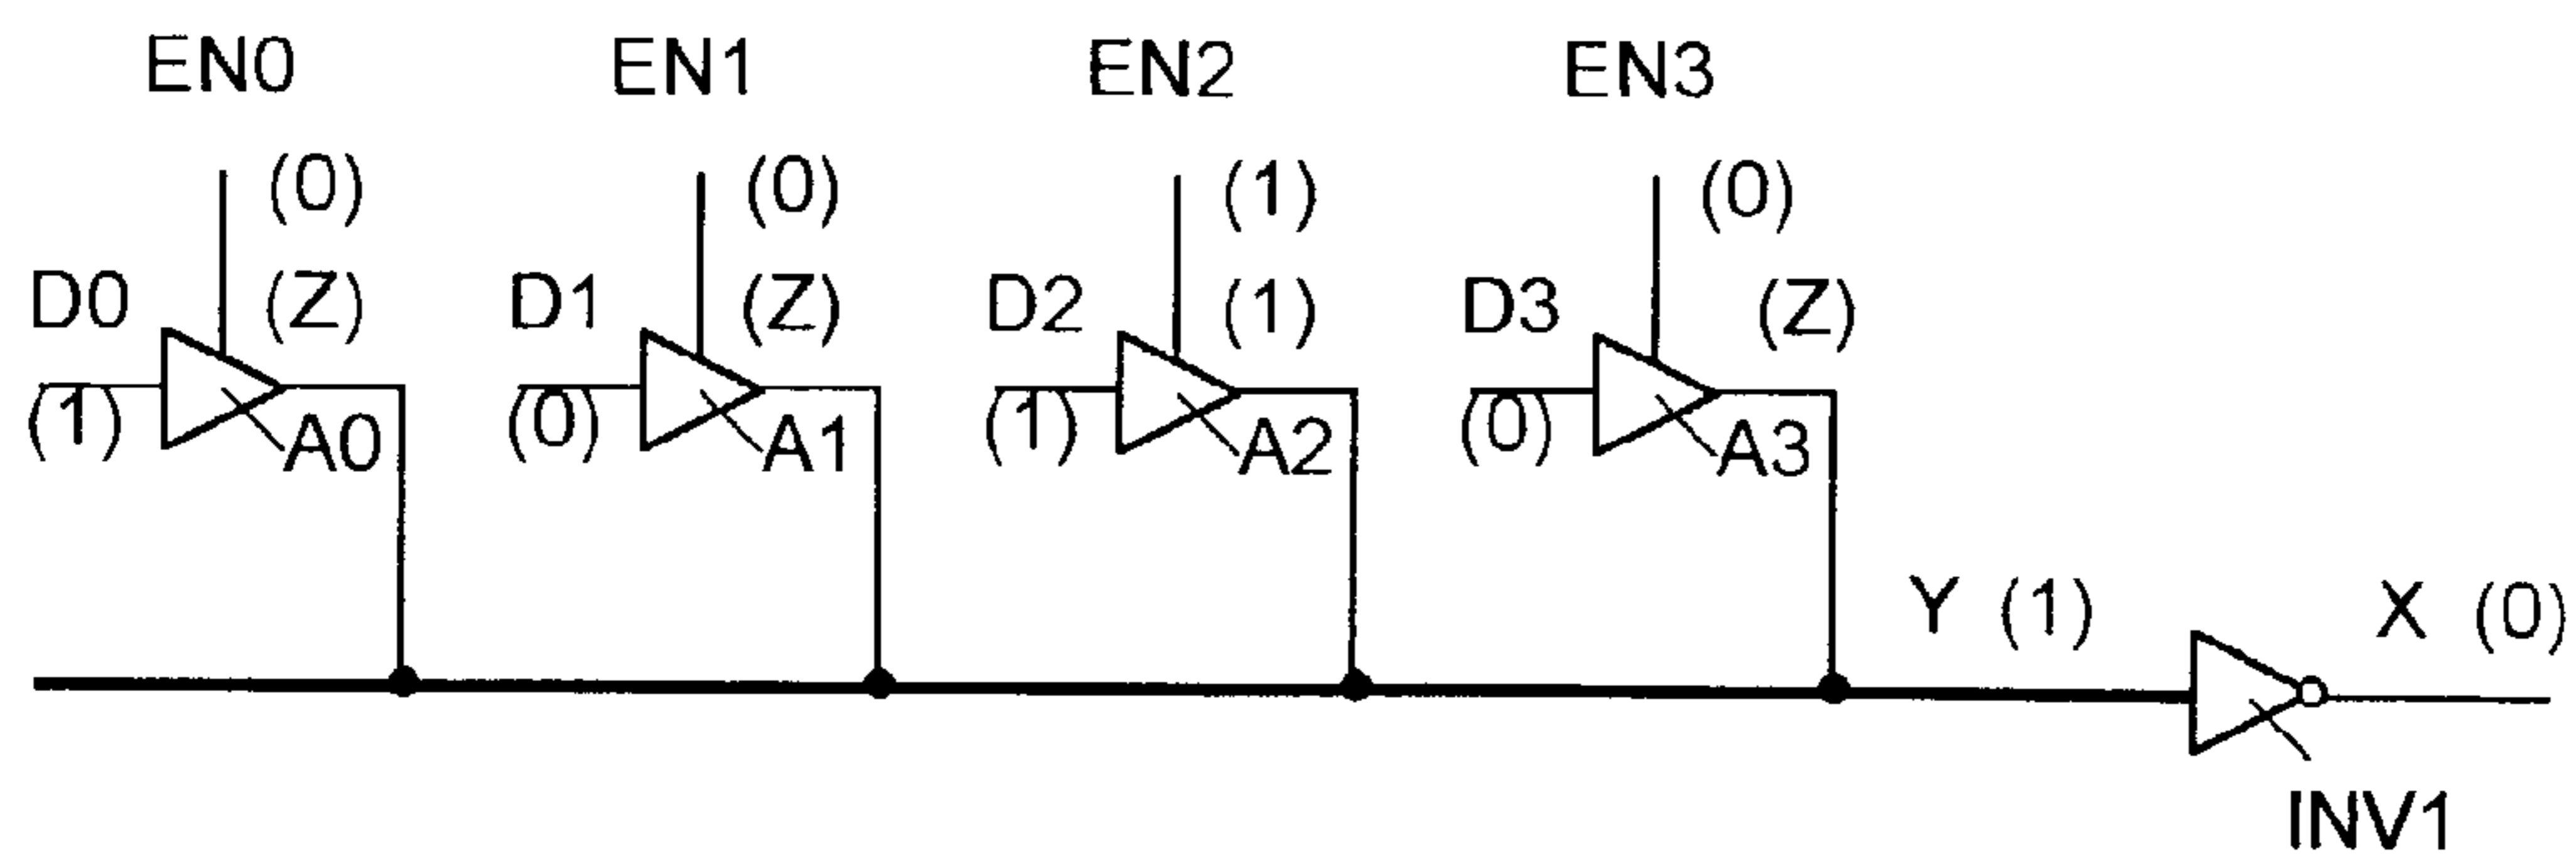 EN0 EN1 EN2 EN3
(0) (0) (1) (0)
D0 (Z) D1 (Z) D2 (1) D3 (Z)
(1) A0 (0) A1 (1) A2 (0) A3
Y (1) X (0)
INV1